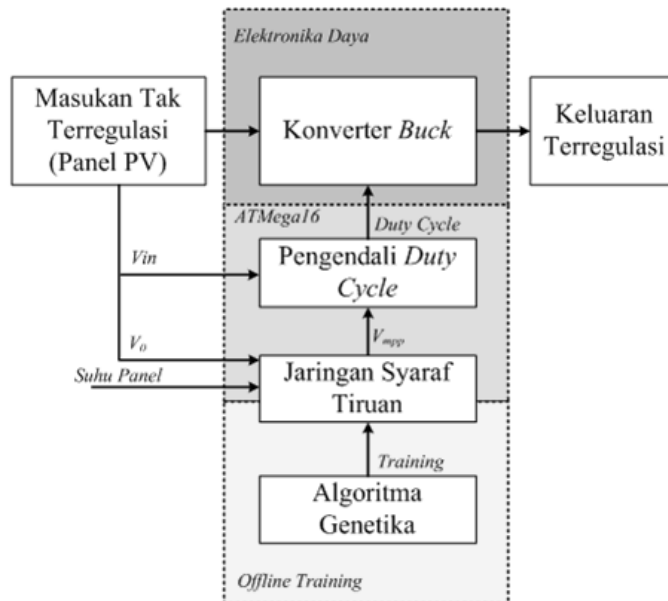 Elektronika Daya
Masukan Tak
Terregulasi
(Panel PV)
Konverter Buck
Keluaran
Terregulasi
ATMega16
Duty Cycle
Vin
Pengendali Duty
Cycle
Vo
Vmpp
Suhu Panel
Jaringan Syaraf
Tiruan
Training
Algoritma
Genetika
Offline Training